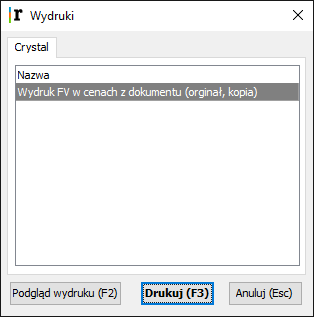 r Wydruki
Crystal
Nazwa
Wydruk FV w cenach z dokumentu (orginał, kopia)
Podgląd wydruku (F2) Drukuj (F3) Anuluj (Esc)